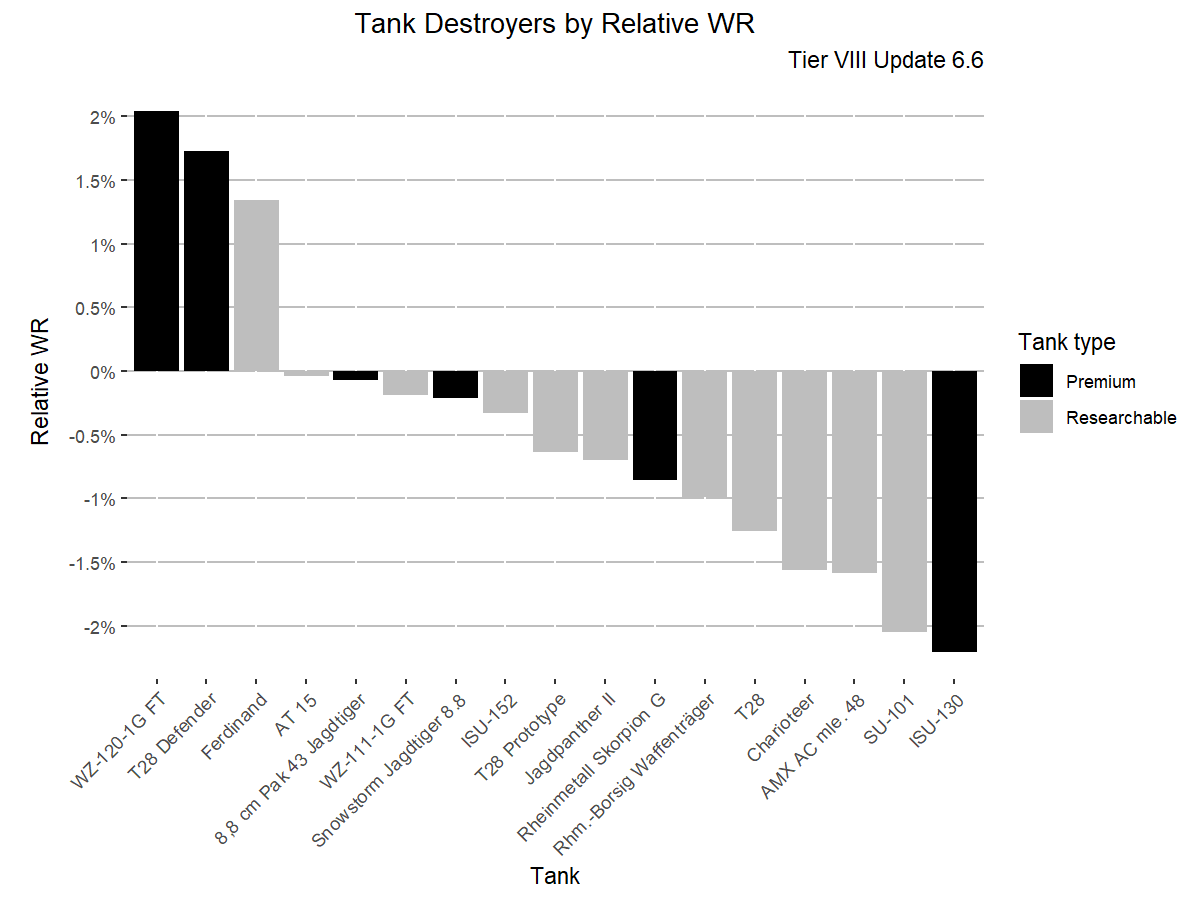 Tank Destroyers by Relative WR
Tier VIII Update 6.6
2%
1.5%
1%
0.5%
0%
-0.5%
-1%
-1.5%
-2%
Relative WR
WZ-120-1G FT
T28 Defender
Ferdinand
AT 15
8,8 cm Pak 43 Jagdtiger
WZ-111-1G FT
Snowstorm Jagdtiger 8.8
ISU-152
T28 Prototype
Jagdpanther II
Rheinmetall Skorpion G
Rhm.-Borsig Waffenträger
T28
Charioteer
AMX AC mle. 48
SU-101
ISU-130
Tank
Tank type
Premium
Researchable